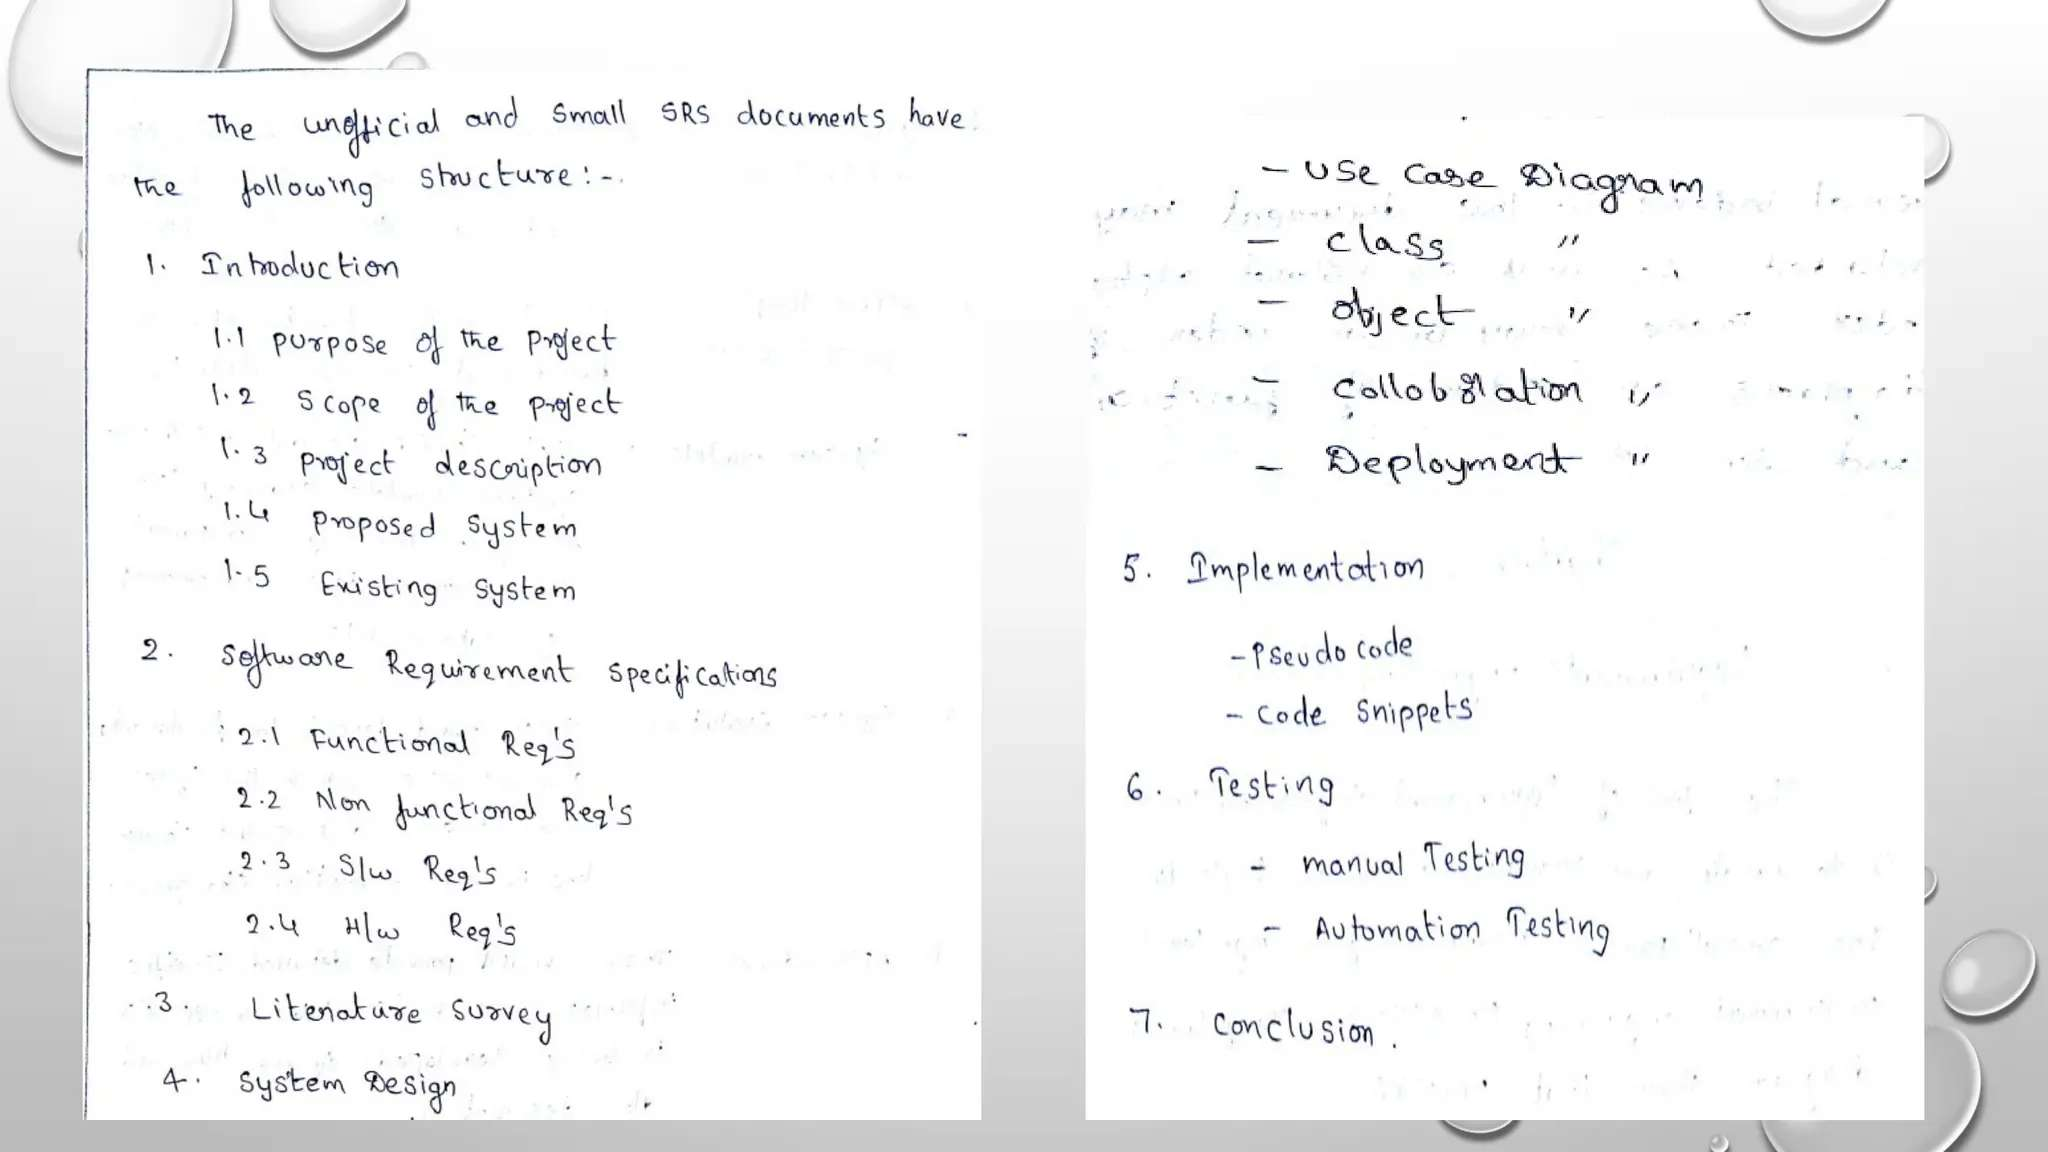 The unofficial and small SRS documents have
the following structure:-
1. Introduction
1.1 purpose of the project
1.2 Scope of the project
1.3 project description
1.4 proposed system
1.5 Existing system
2. Software Requirement specifications
2.1 Functional Req's
2.2 Non functional Req's
2.3 S/w Req's
2.4 H/w Req's
3. Literature survey
4. System Design
- Use Case Diagram
- class "
- object "
- collobration "
- Deployment "
5. Implementation
- Pseudo code
- Code snippets
6. Testing
- manual Testing
- Automation Testing
7. Conclusion.